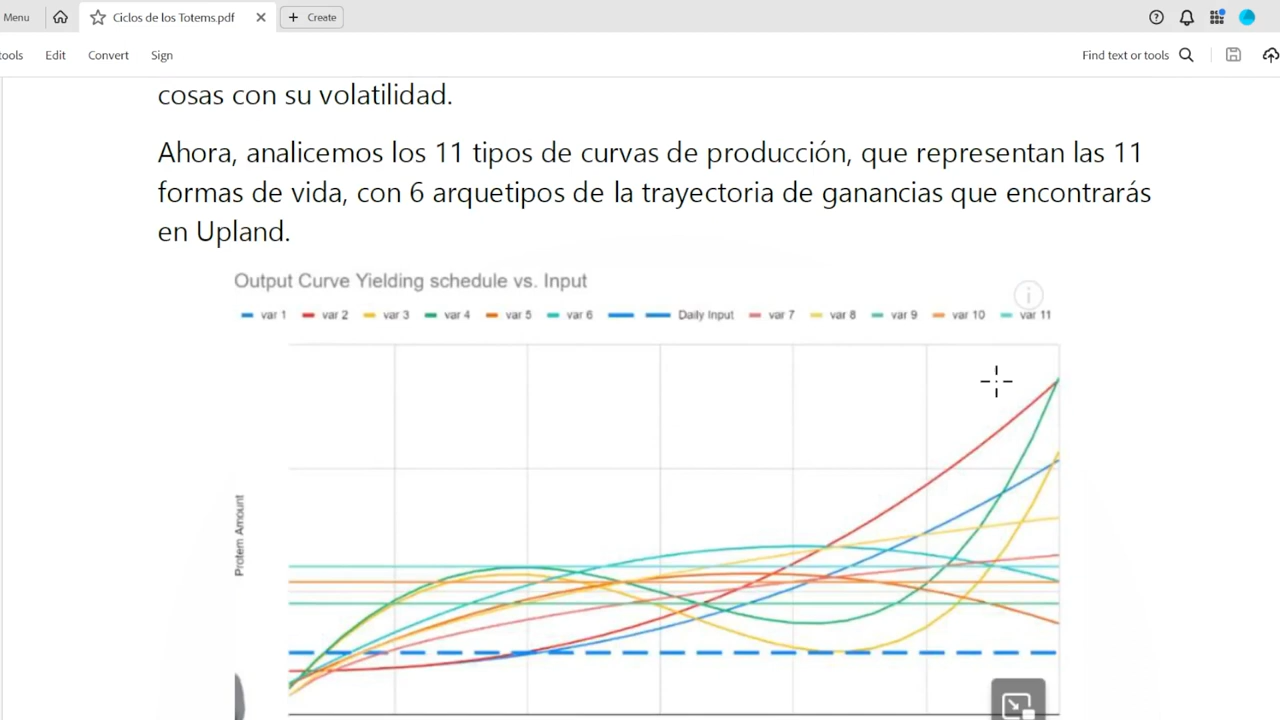 Menu
Ciclos de los Totems.pdf
Create
tools
Edit
Convert
Sign
Find text or tools
cosas con su volatilidad.
Ahora, analicemos los 11 tipos de curvas de producción, que representan las 11
formas de vida, con 6 arquetipos de la trayectoria de ganancias que encontrarás
en Upland.
Output Curve Yielding schedule vs. Input
var 1 var 2 var 3 var 4 var 5 var 6 Daily Input var 7 var 8 var 9 var 10 var 11
Protem Amount